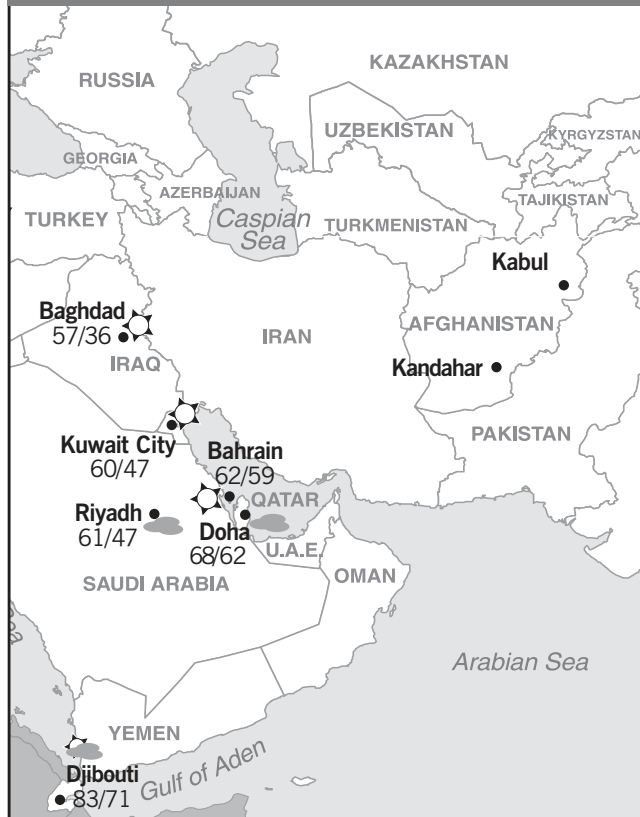 KAZAKHSTAN
RUSSIA
UZBEKISTAN
KYRGYZSTAN
GEORGIA
AZERBAIJAN
TAJIKISTAN
TURKEY
Caspian
Sea
TURKMENISTAN
Kabul
Baghdad
57/36
IRAN
AFGHANISTAN
IRAQ
Kandahar
PAKISTAN
Kuwait City
60/47
Bahrain
62/59
QATAR
Riyadh
61/47
Doha
68/62
U.A.E.
SAUDI ARABIA
OMAN
Arabian Sea
YEMEN
Gulf of Aden
Djibouti
83/71